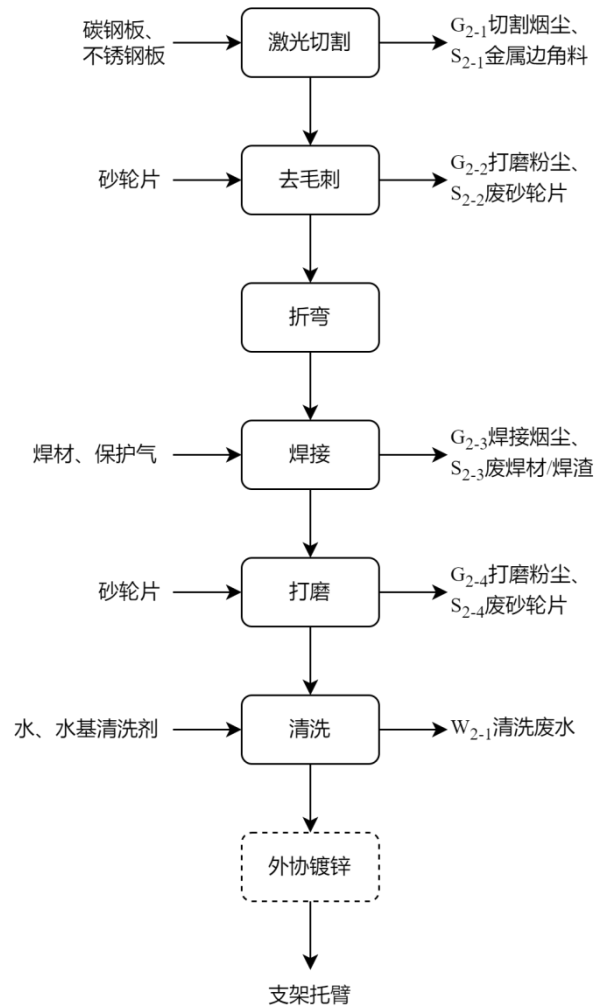 碳钢板、
不锈钢板
激光切割
G2-1切割烟尘、
S2-1金属边角料
砂轮片
去毛刺
G2-2打磨粉尘、
S2-2废砂轮片
折弯
焊材、保护气
焊接
G2-3焊接烟尘、
S2-3废焊材/焊渣
砂轮片
打磨
G2-4打磨粉尘、
S2-4废砂轮片
水、水基清洗剂
清洗
W2-1清洗废水
外协镀锌
支架托臂